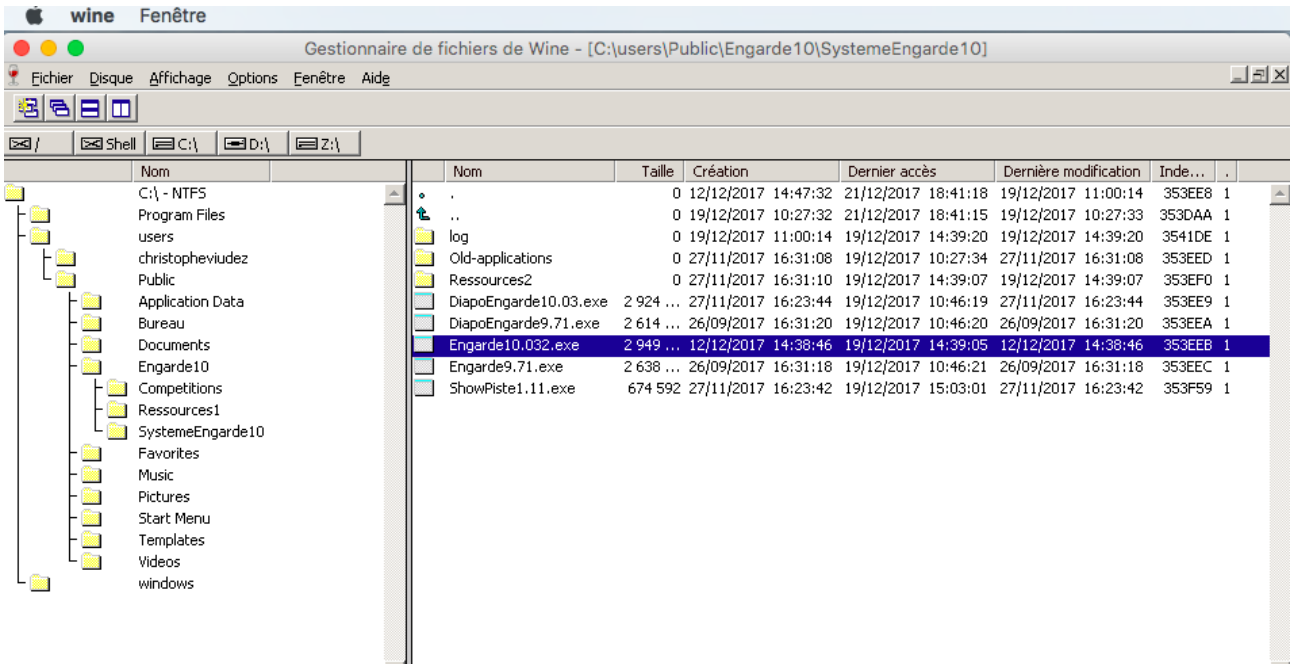 wine Fenêtre
Gestionnaire de fichiers de Wine - [C:\users\Public\Engarde10\SystemeEngarde10]
Fichier Disque Affichage Options Fenêtre Aide
/ Shell C:\ D:\ Z:\
Nom
C:\ - NTFS
Program Files
users
christopheviudez
Public
Application Data
Bureau
Documents
Engarde10
Competitions
Ressources1
SystemeEngarde10
Favorites
Music
Pictures
Start Menu
Templates
Videos
windows
Nom Taille Création Dernier accès Dernière modification Inde... .
. 0 12/12/2017 14:47:32 21/12/2017 18:41:18 19/12/2017 11:00:14 353EE8 1
.. 0 19/12/2017 10:27:32 21/12/2017 18:41:15 19/12/2017 10:27:33 353DAA 1
log 0 19/12/2017 11:00:14 19/12/2017 14:39:20 19/12/2017 14:39:20 3541DE 1
Old-applications 0 27/11/2017 16:31:08 19/12/2017 10:27:34 27/11/2017 16:31:08 353EED 1
Ressources2 0 27/11/2017 16:31:10 19/12/2017 14:39:07 19/12/2017 14:39:07 353EF0 1
DiapoEngarde10.03.exe 2 924 ... 27/11/2017 16:23:44 19/12/2017 10:46:19 27/11/2017 16:23:44 353EE9 1
DiapoEngarde9.71.exe 2 614 ... 26/09/2017 16:31:20 19/12/2017 10:46:20 26/09/2017 16:31:20 353EEA 1
Engarde10.032.exe 2 949 ... 12/12/2017 14:38:46 19/12/2017 14:39:05 12/12/2017 14:38:46 353EEB 1
Engarde9.71.exe 2 638 ... 26/09/2017 16:31:18 19/12/2017 10:46:21 26/09/2017 16:31:18 353EEC 1
ShowPiste1.11.exe 674 592 27/11/2017 16:23:42 19/12/2017 15:03:01 27/11/2017 16:23:42 353F59 1